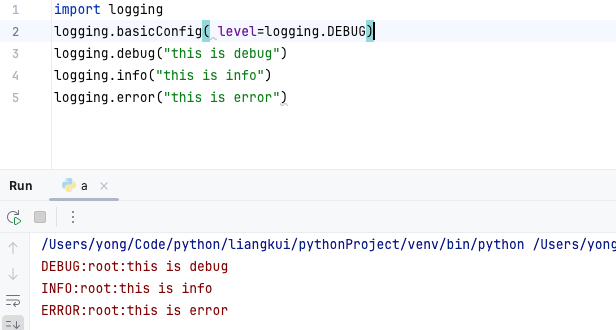 1 import logging
2 logging.basicConfig( level=logging.DEBUG)
3 logging.debug("this is debug")
4 logging.info("this is info")
5 logging.error("this is error")
Run a ×
/Users/yong/Code/python/liangkui/pythonProject/venv/bin/python /Users/yong
DEBUG:root:this is debug
INFO:root:this is info
ERROR:root:this is error